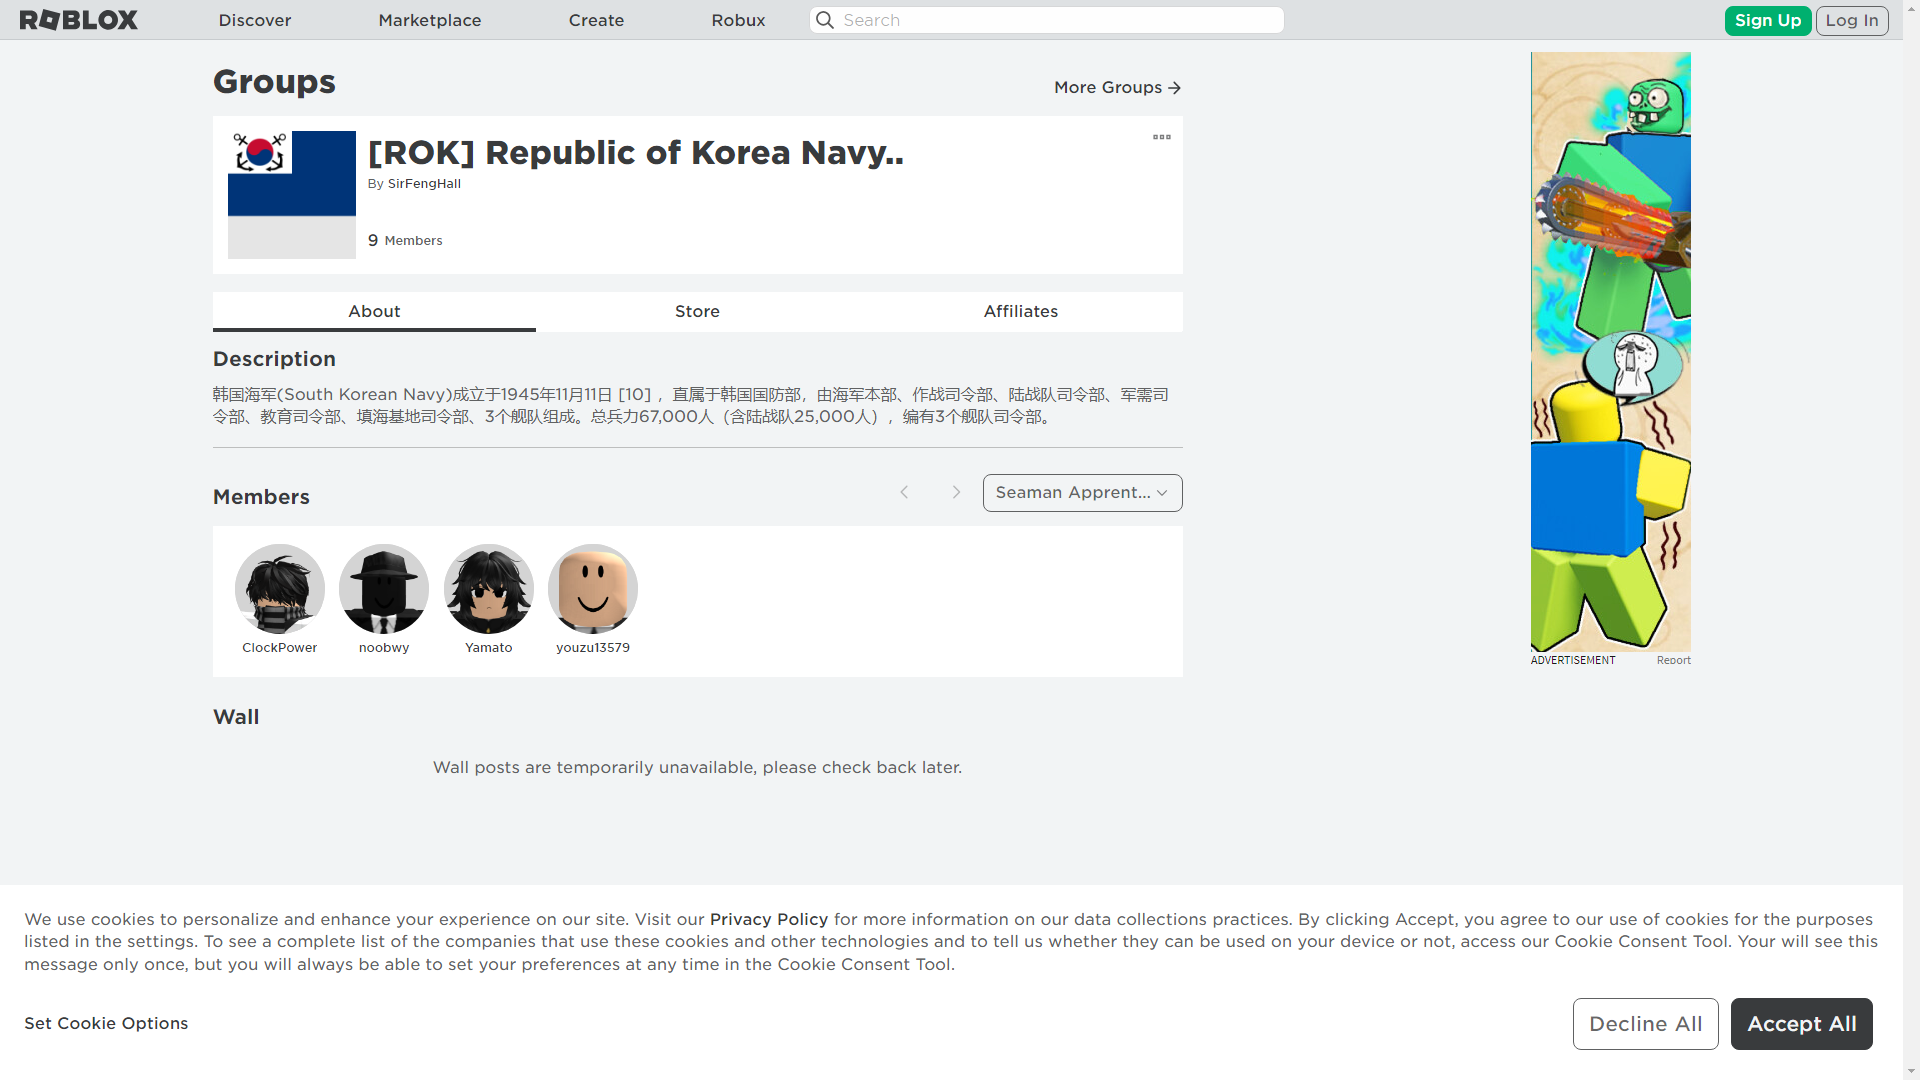 ROBLOX
Discover
Marketplace
Create
Robux
Search
Sign Up
Log In
Groups
More Groups
[ROK] Republic of Korea Navy..
By SirFengHall
9 Members
About
Store
Affiliates
Description
韩国海军(South Korean Navy)成立于1945年11月11日 [10] ，直属于韩国国防部，由海军本部、作战司令部、陆战队司令部、军需司
令部、教育司令部、填海基地司令部、3个舰队组成。总兵力67,000人（含陆战队25,000人），编有3个舰队司令部。
Members
Seaman Apprent...
ClockPower
noobwy
Yamato
youzu13579
Wall
Wall posts are temporarily unavailable, please check back later.
ADVERTISEMENT
Report
We use cookies to personalize and enhance your experience on our site. Visit our Privacy Policy for more information on our data collections practices. By clicking Accept, you agree to our use of cookies for the purposes
listed in the settings. To see a complete list of the companies that use these cookies and other technologies and to tell us whether they can be used on your device or not, access our Cookie Consent Tool. Your will see this
message only once, but you will always be able to set your preferences at any time in the Cookie Consent Tool.
Set Cookie Options
Decline All
Accept All